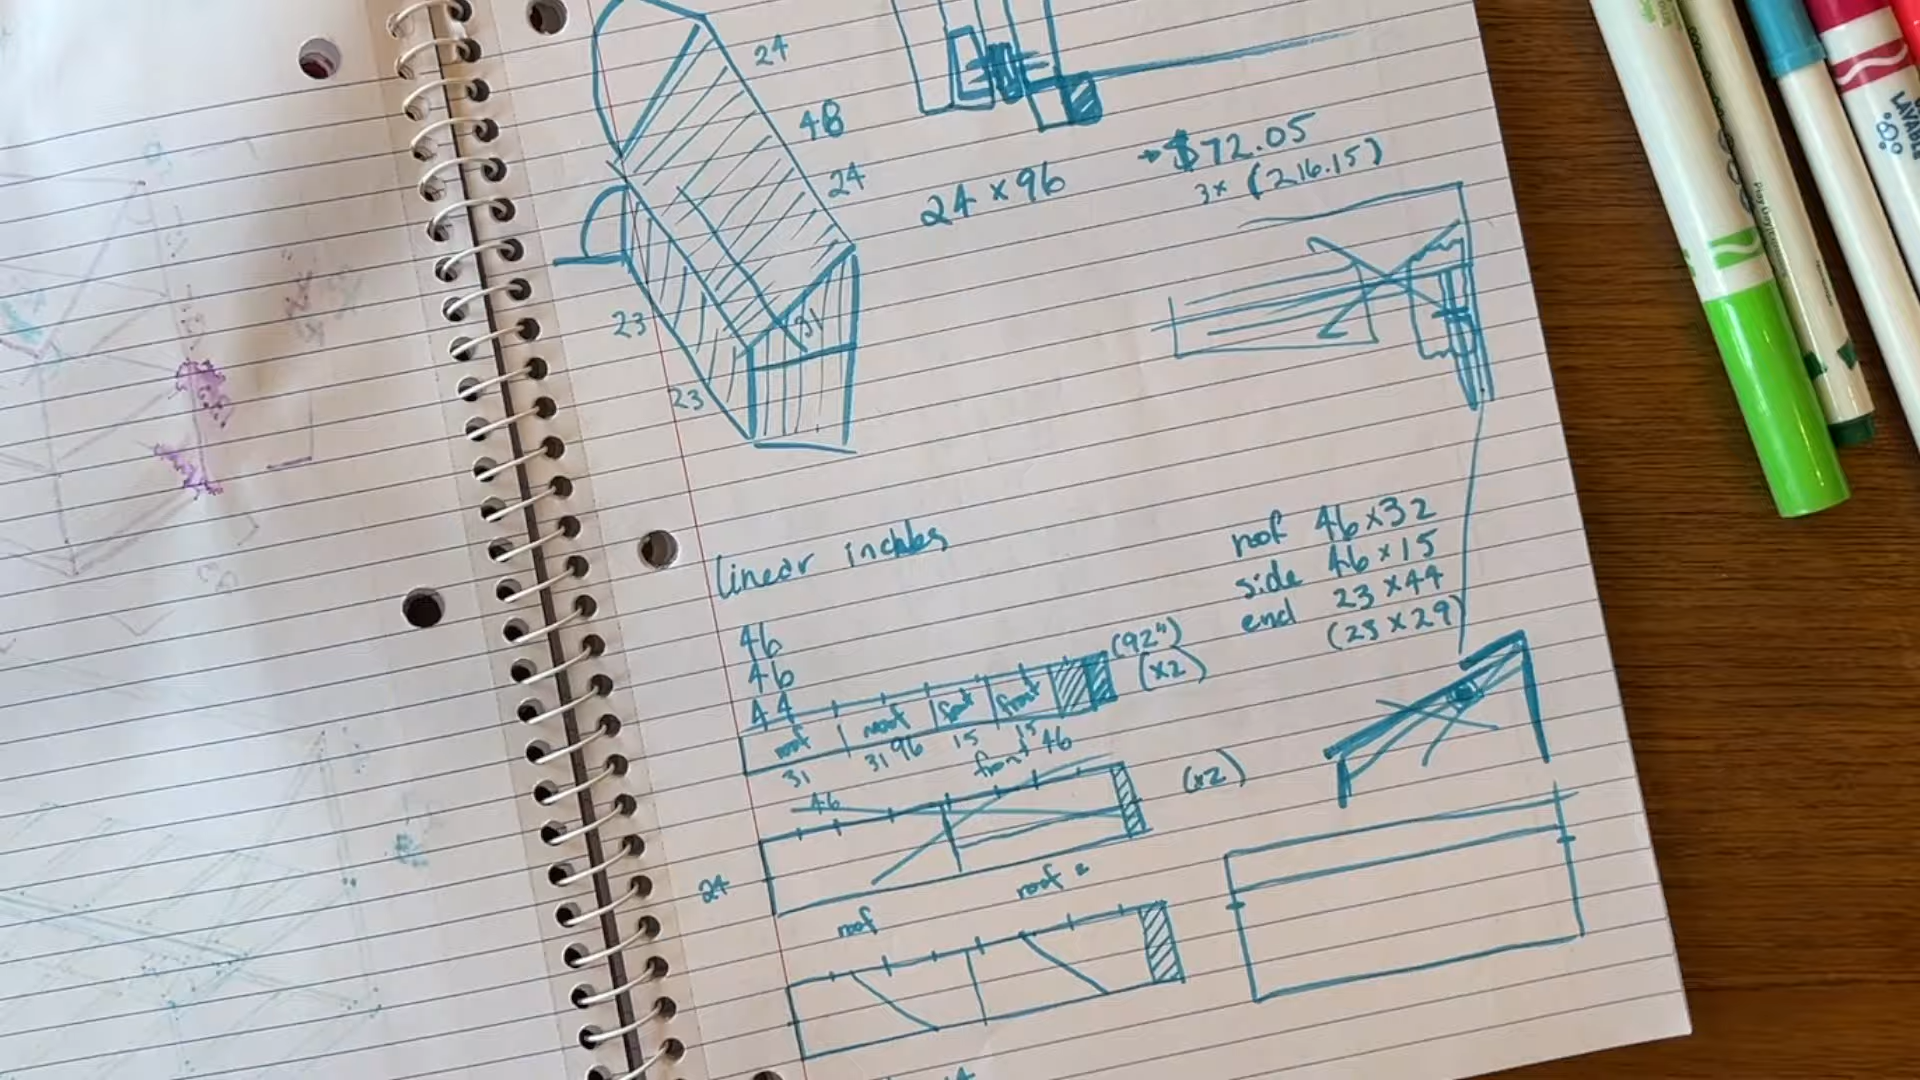 24
48
24
24 x 96
→ $72.05
3x (216.15)
31
23
23
linear inches
roof 46 x 32
side 46 x 15
end 23 x 44
(23 x 29)
46
46
44
(92")
(x2)
roof
roof
front
front
31
31
96
15
15
front 46
(x2)
46
24
roof
roof
LAVABLE